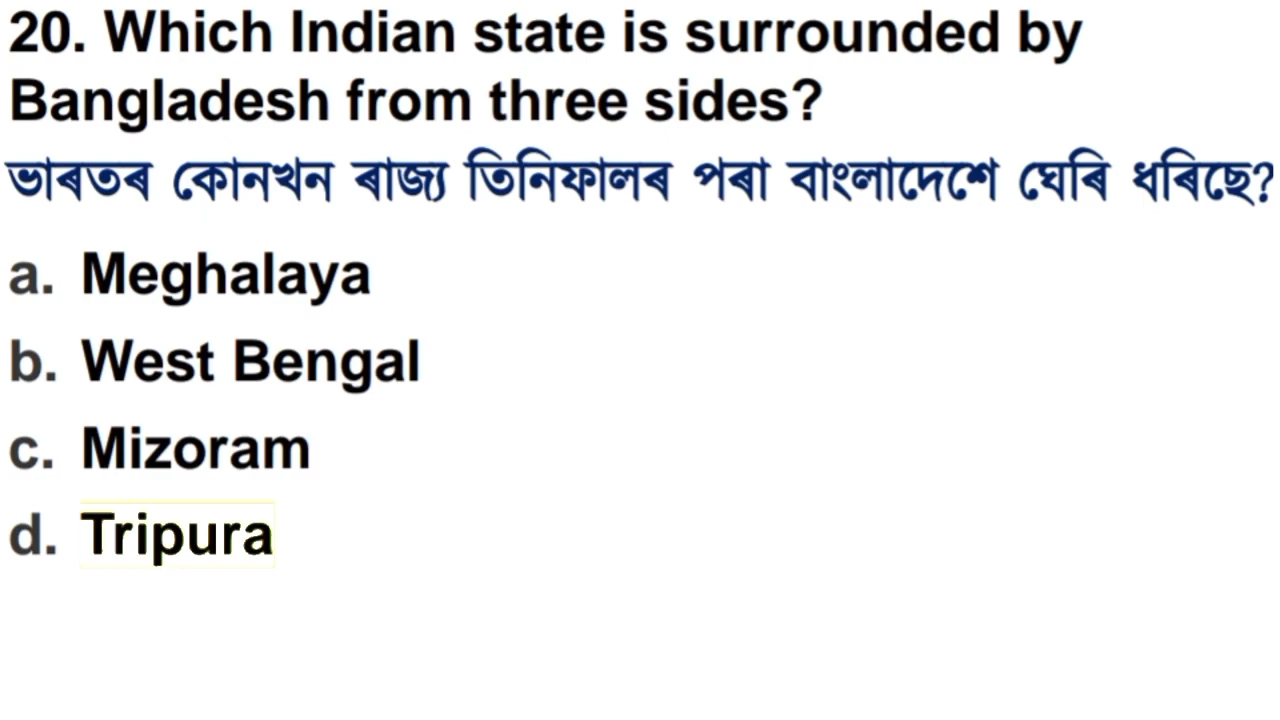 20. Which Indian state is surrounded by
Bangladesh from three sides?
ভাৰতৰ কোনখন ৰাজ্য তিনিফালৰ পৰা বাংলাদেশে ঘেৰি ধৰিছে?
a. Meghalaya
b. West Bengal
c. Mizoram
d. Tripura